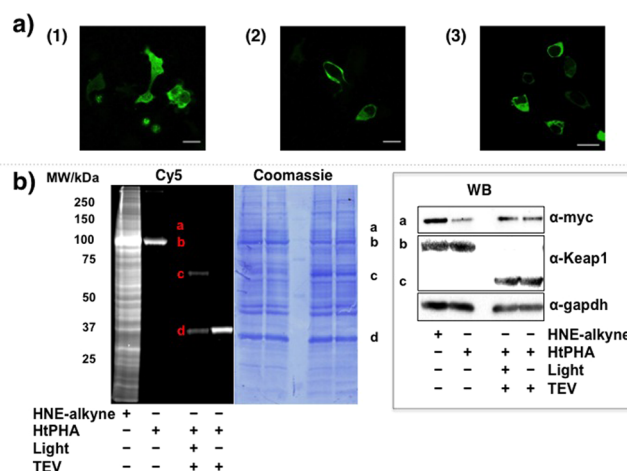 a)
(1) (2) (3)
b)
MW/kDa Cy5 Coomassie
250
150
100
75
50
37
25
a
b
c
d
a
b
c
d
HNE-alkyne + – – –
HtPHA – + + +
Light – – + –
TEV – – + +
WB
a α-myc
b α-Keap1
c
α-gapdh
+ – – – HNE-alkyne
– + + + HtPHA
– – + – Light
– – + + TEV